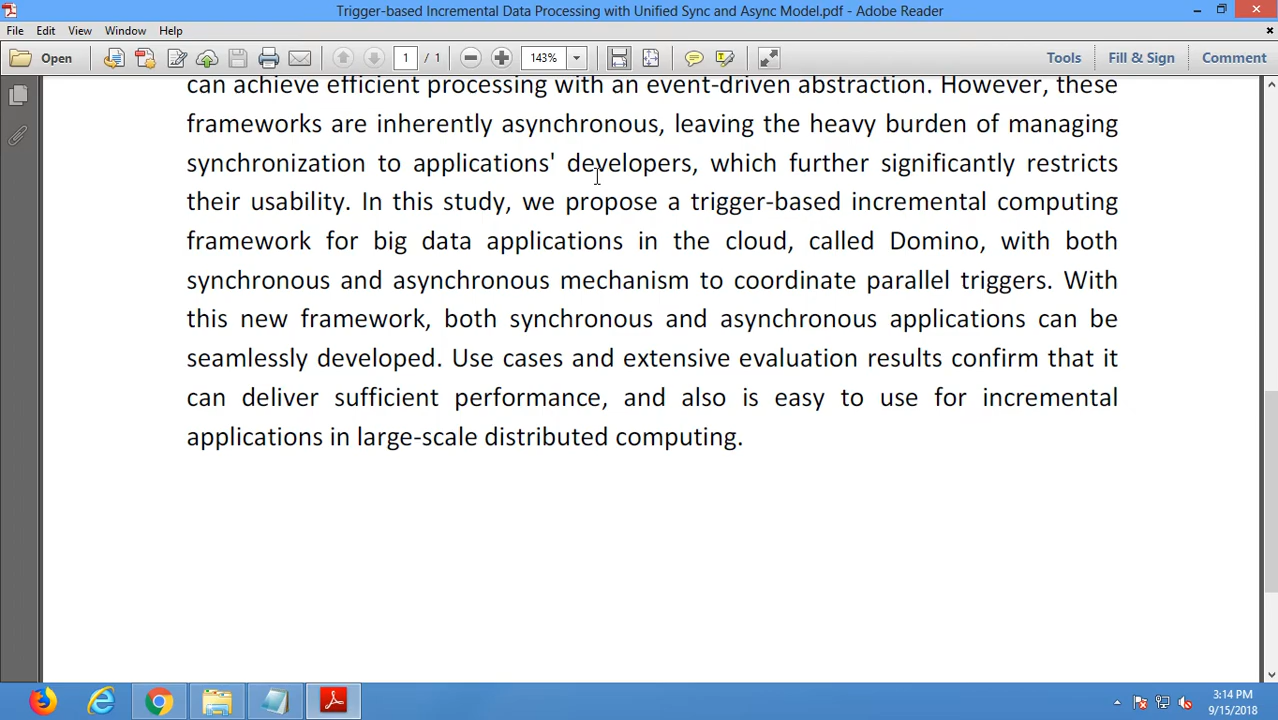 Trigger-based Incremental Data Processing with Unified Sync and Async Model.pdf - Adobe Reader
File Edit View Window Help
Open 1 / 1 143% Tools Fill & Sign Comment
can achieve efficient processing with an event-driven abstraction. However, these
frameworks are inherently asynchronous, leaving the heavy burden of managing
synchronization to applications' developers, which further significantly restricts
their usability. In this study, we propose a trigger-based incremental computing
framework for big data applications in the cloud, called Domino, with both
synchronous and asynchronous mechanism to coordinate parallel triggers. With
this new framework, both synchronous and asynchronous applications can be
seamlessly developed. Use cases and extensive evaluation results confirm that it
can deliver sufficient performance, and also is easy to use for incremental
applications in large-scale distributed computing.
3:14 PM
9/15/2018